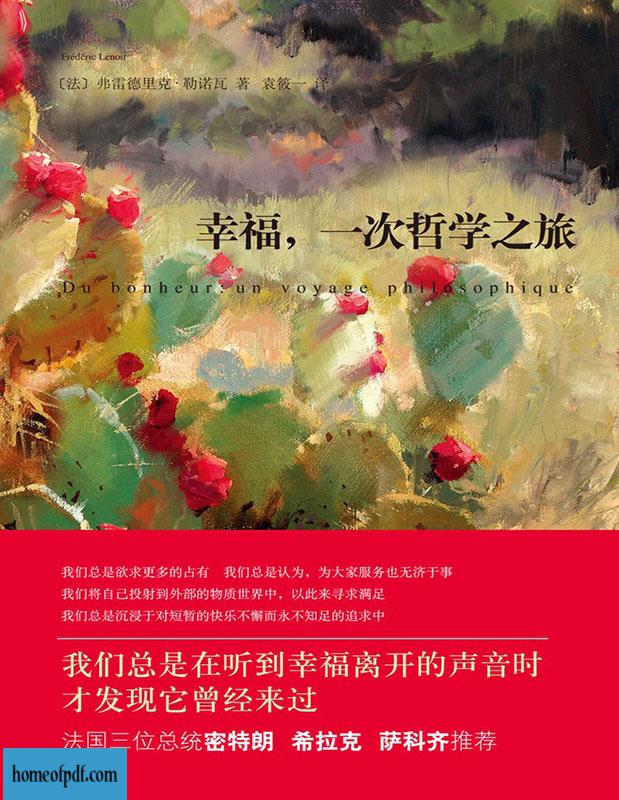 Frédéric Lenoir
〔法〕弗雷德里克·勒诺瓦 著 袁筱一 译
幸福，一次哲学之旅
Du bonheur: un voyage philosophique
我们总是欲求更多的占有 我们总是认为，为大家服务也无济于事
我们将自己投射到外部的物质世界中，以此来寻求满足
我们总是沉浸于对短暂的快乐不懈而永不知足的追求中
我们总是在听到幸福离开的声音时
才发现它曾经来过
法国三位总统密特朗 希拉克 萨科齐推荐
homeofpdf.com